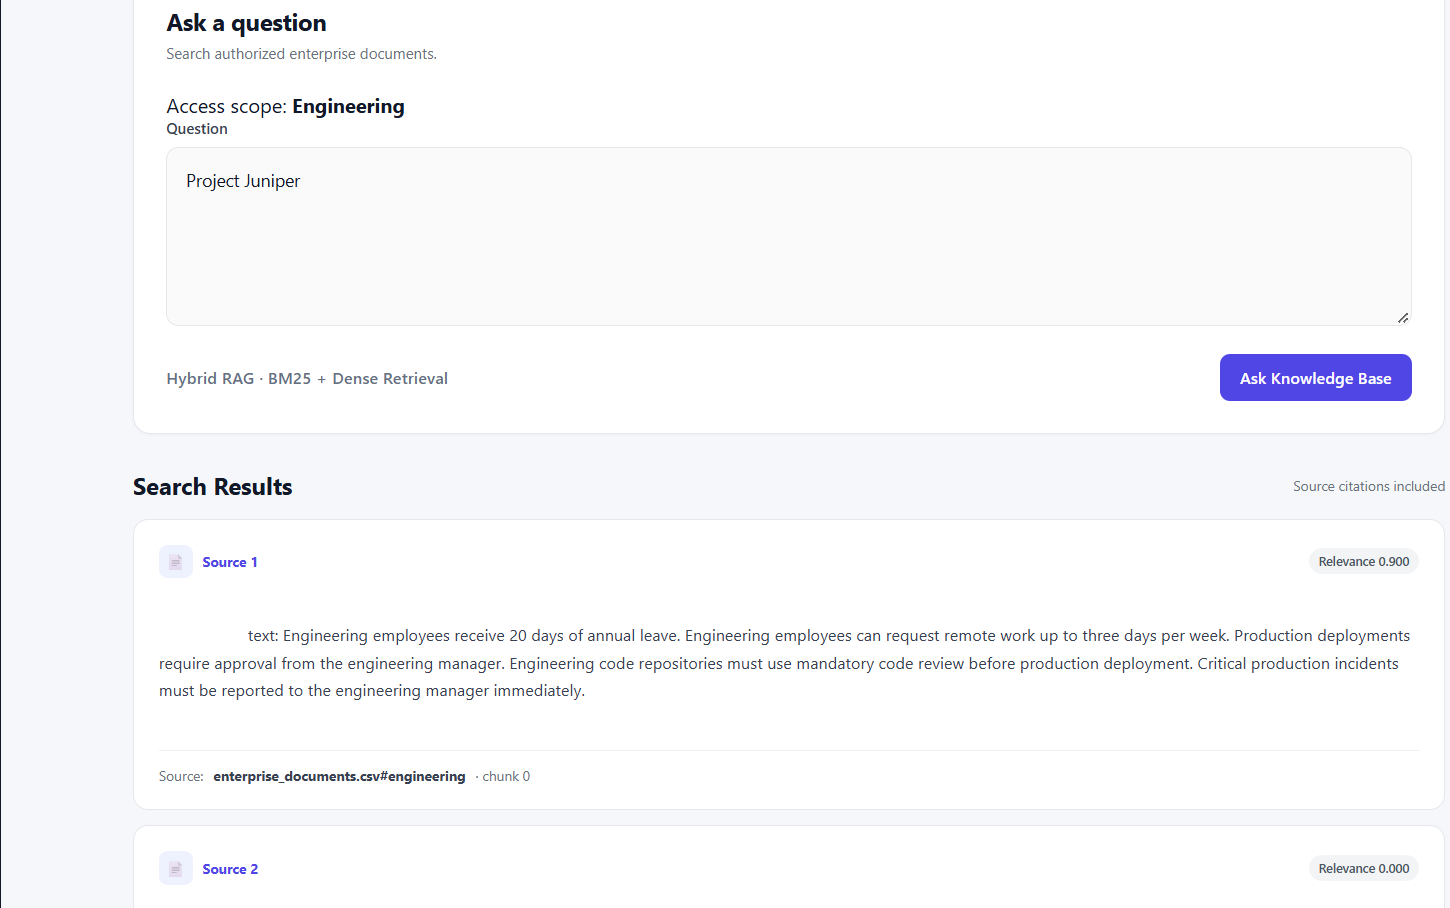 Ask a question
Search authorized enterprise documents.
Access scope: Engineering
Question
Project Juniper
Hybrid RAG · BM25 + Dense Retrieval
Ask Knowledge Base
Search Results
Source citations included
Source 1
Relevance 0.900
text: Engineering employees receive 20 days of annual leave. Engineering employees can request remote work up to three days per week. Production deployments
require approval from the engineering manager. Engineering code repositories must use mandatory code review before production deployment. Critical production incidents
must be reported to the engineering manager immediately.
Source: enterprise_documents.csv#engineering · chunk 0
Source 2
Relevance 0.000